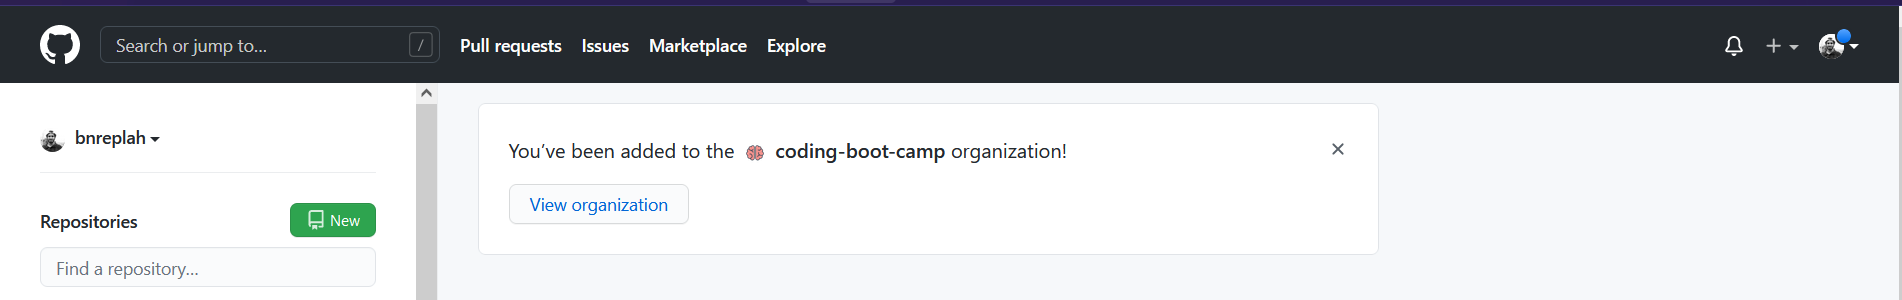 Search or jump to... /
Pull requests Issues Marketplace Explore
bnreplah
Repositories
New
Find a repository...
You’ve been added to the coding-boot-camp organization!
View organization